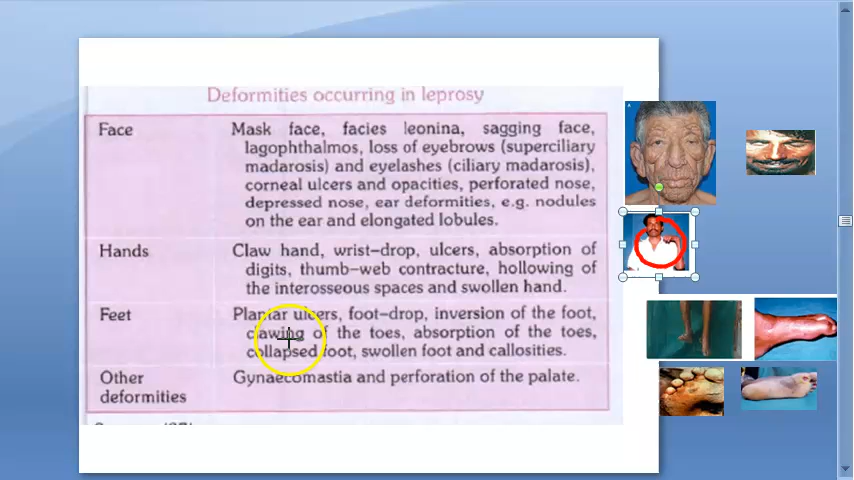 Deformities occurring in leprosy
Face
Mask face, facies leonina, sagging face,
lagophthalmos, loss of eyebrows (superciliary
madarosis) and eyelashes (ciliary madarosis),
corneal ulcers and opacities, perforated nose,
depressed nose, ear deformities, e.g. nodules
on the ear and elongated lobules.
Hands
Claw hand, wrist-drop, ulcers, absorption of
digits, thumb-web contracture, hollowing of
the interosseous spaces and swollen hand.
Feet
Plantar ulcers, foot-drop, inversion of the foot,
clawing of the toes, absorption of the toes,
collapsed foot, swollen foot and callosities.
Other
deformities
Gynaecomastia and perforation of the palate.